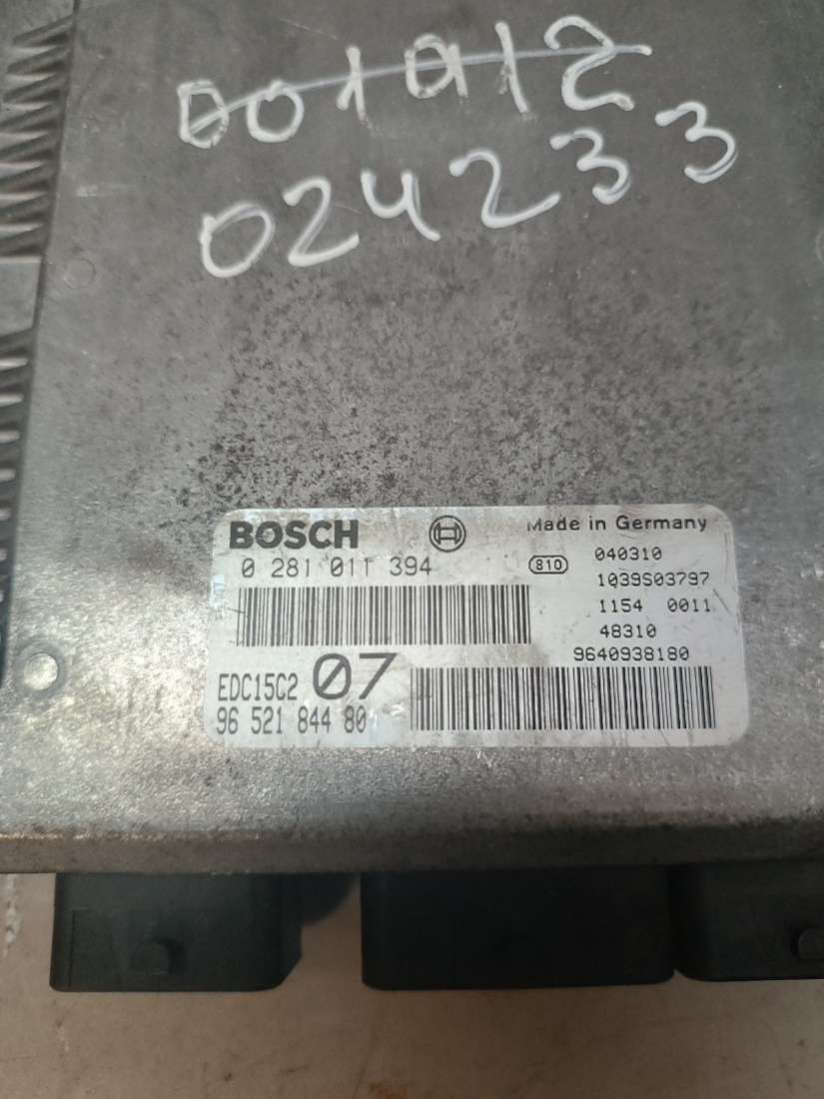 001912
024233
BOSCH
Made in Germany
0 281 011 394
810
040310
1039S03797
1154 0011
48310
9640938180
EDC15C2 07
96 521 844 80